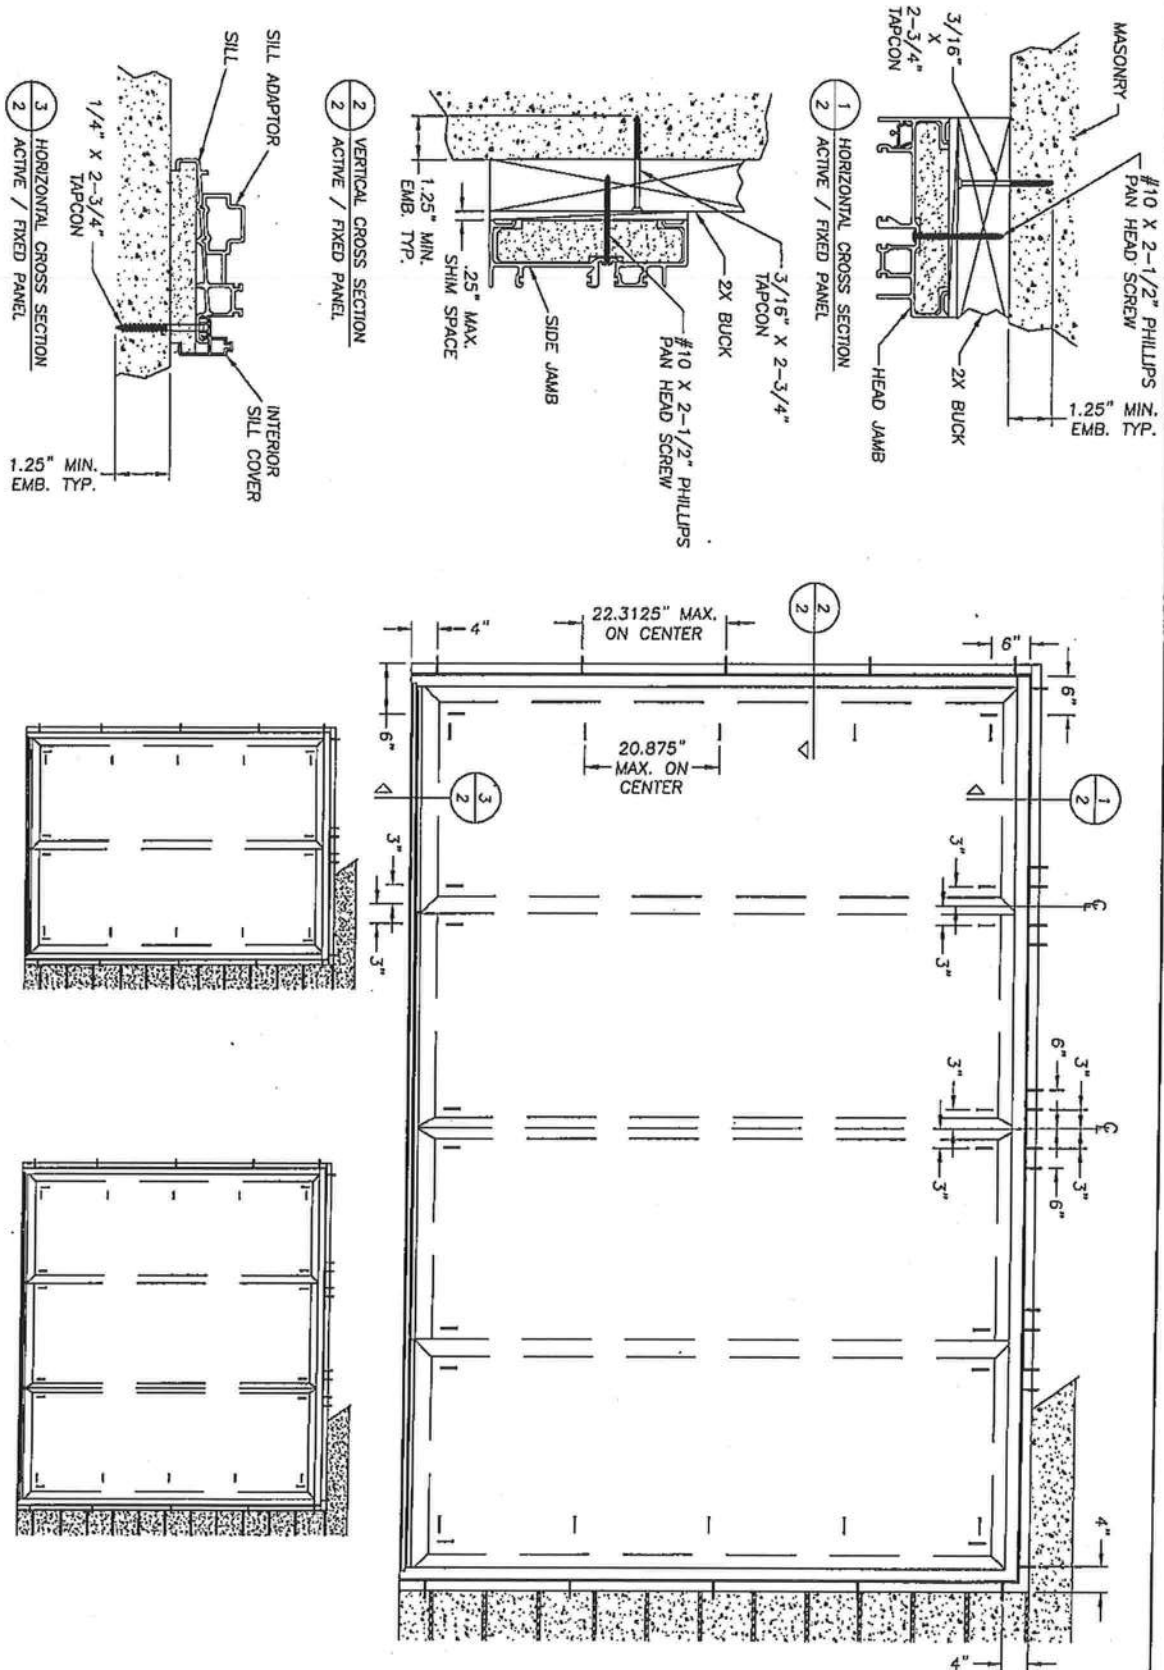 MASONRY
#10 X 2-1/2" PHILLIPS
PAN HEAD SCREW
3/16"
X
2-3/4"
TAPCON
1.25" MIN.
EMB. TYP.
2X BUCK
HEAD JAMB
1
2
HORIZONTAL CROSS SECTION
ACTIVE / FIXED PANEL
3/16" X 2-3/4"
TAPCON
2X BUCK
#10 X 2-1/2" PHILLIPS
PAN HEAD SCREW
SIDE JAMB
.25" MAX.
SHIM SPACE
1.25" MIN.
EMB. TYP.
2
2
VERTICAL CROSS SECTION
ACTIVE / FIXED PANEL
SILL ADAPTOR
SILL
1/4" X 2-3/4"
TAPCON
INTERIOR
SILL COVER
1.25" MIN.
EMB. TYP.
3
2
HORIZONTAL CROSS SECTION
ACTIVE / FIXED PANEL
22.3125" MAX.
ON CENTER
4"
6"
6"
6"
2
2
20.875"
MAX. ON
CENTER
1
2
3
2
3"
3"
3"
3"
℄
3"
3"
6"
3"
3"
6"
℄
4"
4"